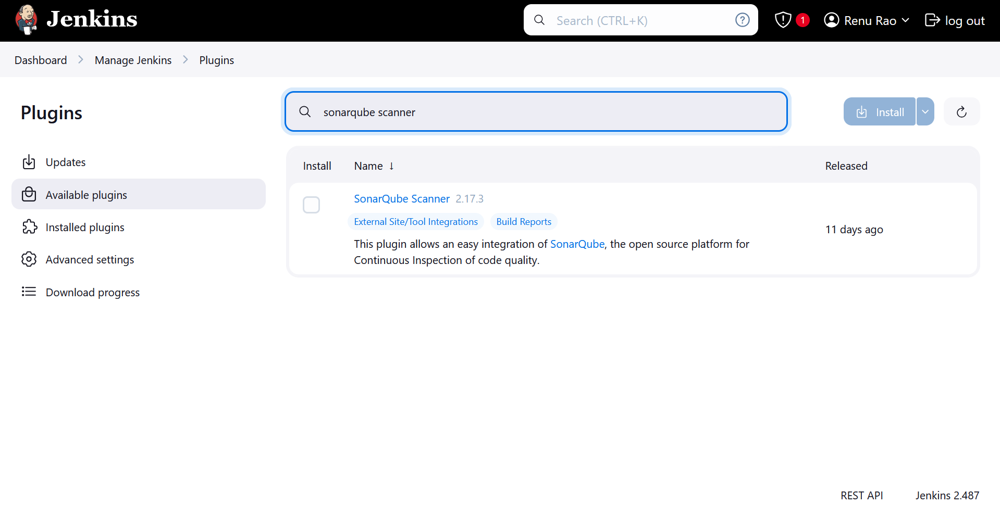 Jenkins
Search (CTRL+K)
1
Renu Rao
log out
Dashboard
Manage Jenkins
Plugins
Plugins
sonarqube scanner
Install
Updates
Available plugins
Installed plugins
Advanced settings
Download progress
Install
Name ↓
Released
SonarQube Scanner 2.17.3
External Site/Tool Integrations
Build Reports
This plugin allows an easy integration of SonarQube, the open source platform for
Continuous Inspection of code quality.
11 days ago
REST API
Jenkins 2.487